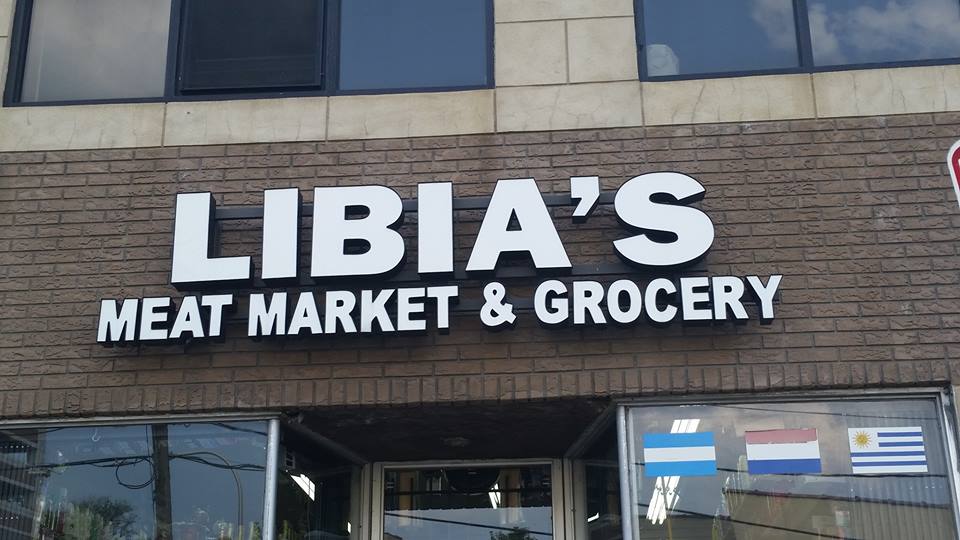 LIBIA'S
MEAT MARKET & GROCERY